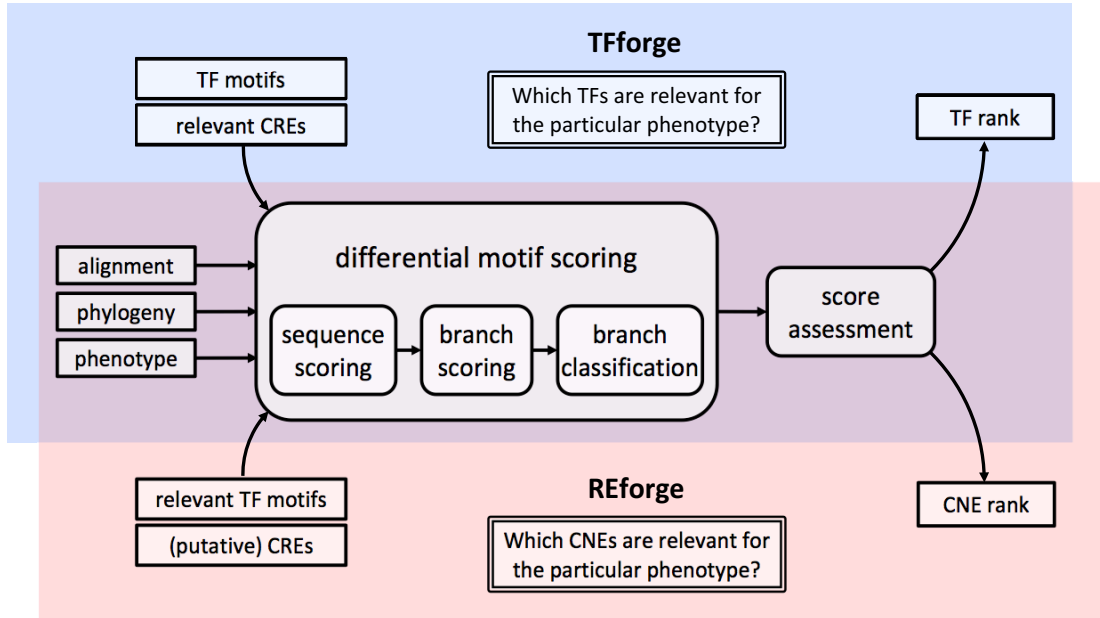 TFforge
TF motifs
relevant CREs
Which TFs are relevant for
the particular phenotype?
TF rank
alignment
phylogeny
phenotype
differential motif scoring
sequence
scoring
branch
scoring
branch
classification
score
assessment
relevant TF motifs
(putative) CREs
REforge
Which CNEs are relevant for
the particular phenotype?
CNE rank